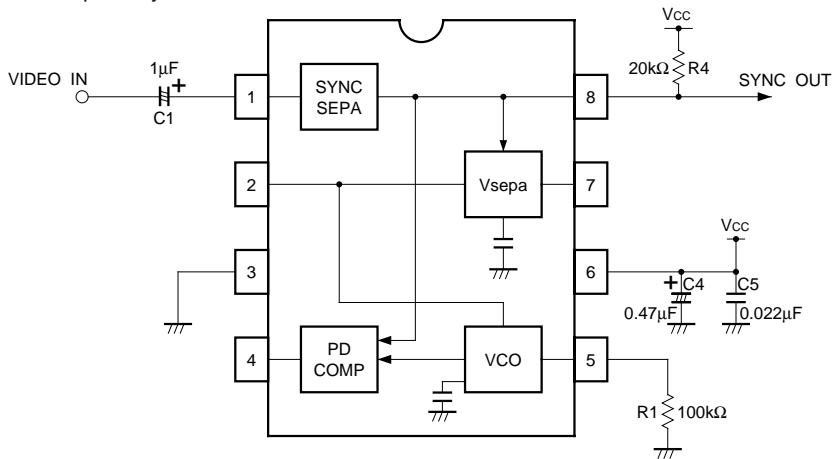 Vcc
1μF
+
20kΩ
R4
VIDEO IN
SYNC OUT
C1
1
SYNC
SEPA
8
2
Vsepa
7
Vcc
3
6
+
C4
C5
0.47μF
0.022μF
4
PD
COMP
VCO
5
R1
100kΩ